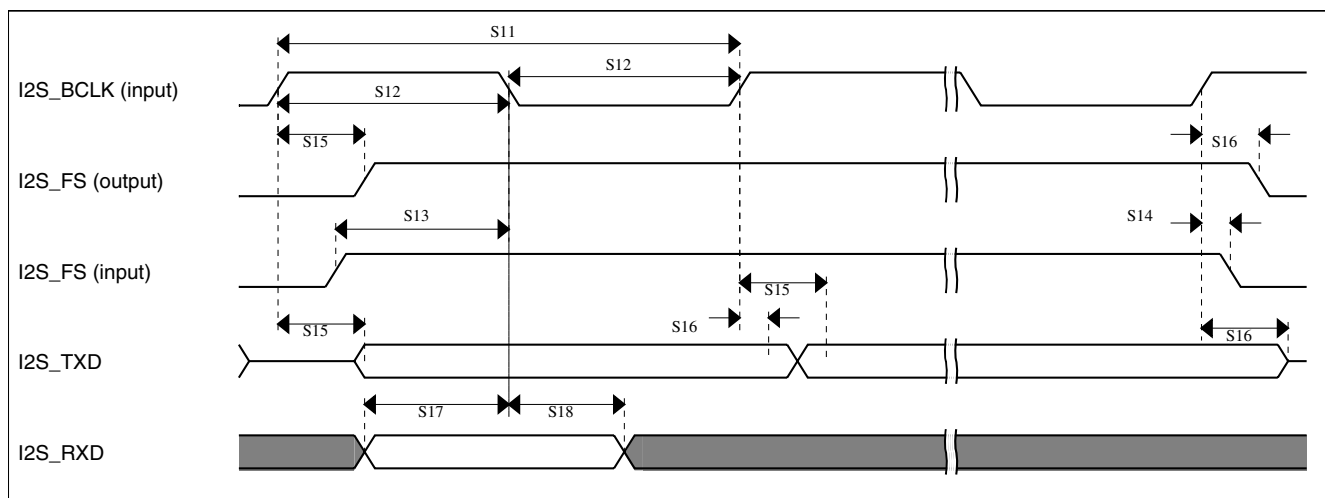 S11
I2S_BCLK (input)
S12
S12
S15
S16
I2S_FS (output)
S13
S14
I2S_FS (input)
S15
S15
S16
S16
I2S_TXD
S17
S18
I2S_RXD